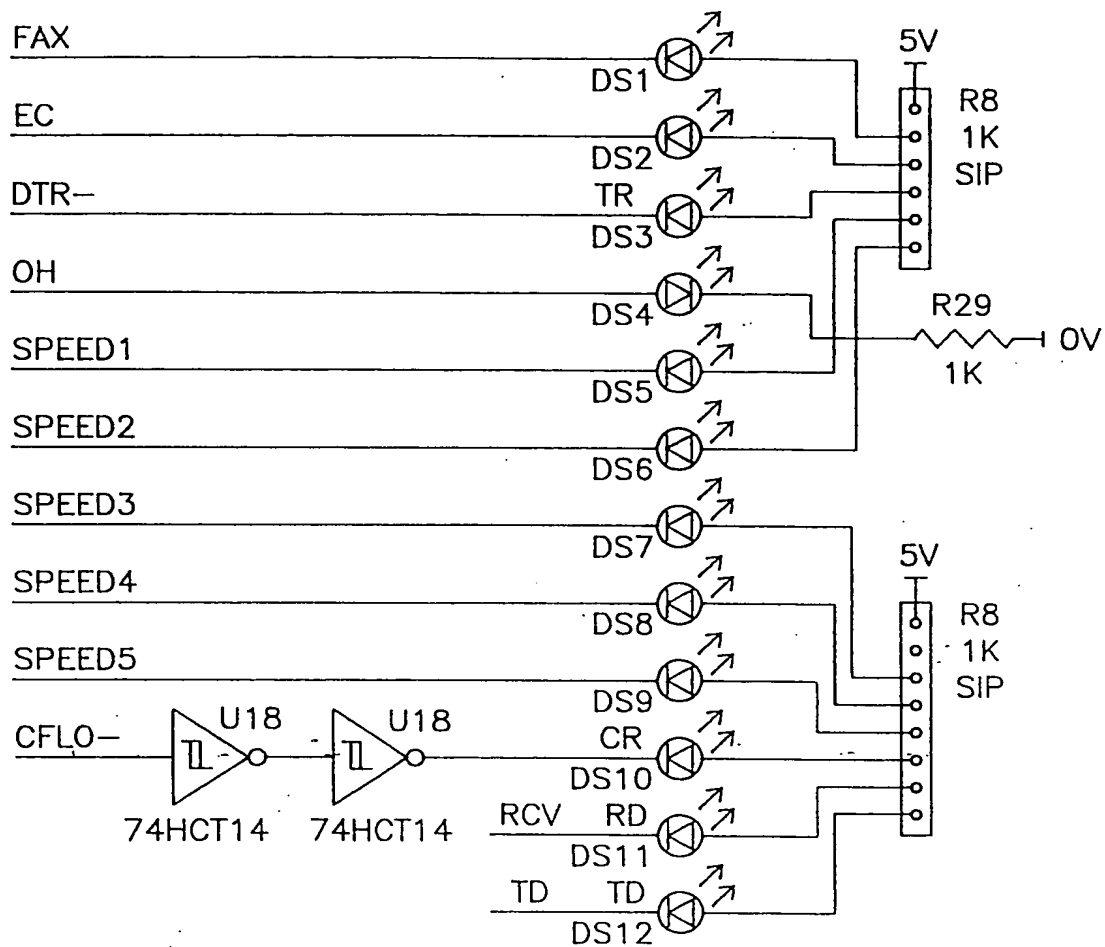 FAX
DS1
5V
R8
1K
SIP
EC
DS2
DTR-
TR
DS3
OH
DS4
R29
1K
0V
SPEED1
DS5
SPEED2
DS6
SPEED3
DS7
5V
R8
1K
SIP
SPEED4
DS8
SPEED5
DS9
CFLO-
U18
U18
74HCT14
74HCT14
CR
DS10
RCV
RD
DS11
TD
TD
DS12